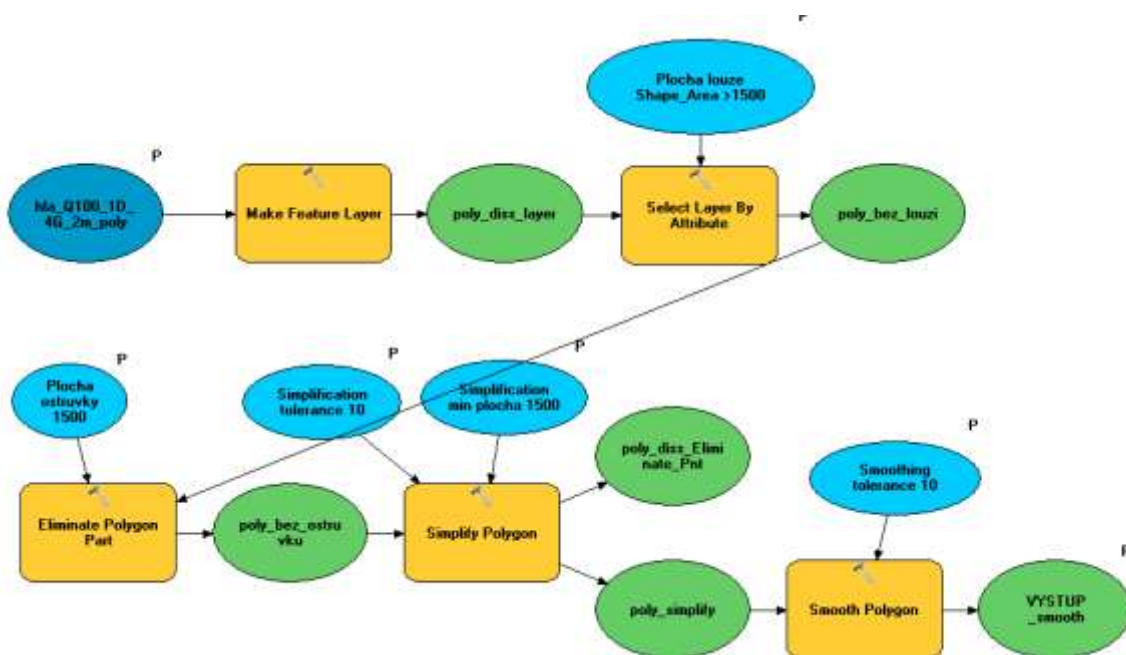 P
Plocha louze
Shape_Area >1500
P
hla_Q100_1D_
4G_2m_poly
Make Feature Layer
poly_diss_layer
Select Layer By
Attribute
poly_bez_louzi
P
Plocha
ostruvky
1500
P
Simplification
tolerance 10
P
Simplification
min plocha 1500
poly_diss_Elimi
nate_Pnt
P
Smoothing
tolerance 10
Eliminate Polygon
Part
poly_bez_ostru
vku
Simplify Polygon
poly_simplify
Smooth Polygon
P
VYSTUP
_smooth